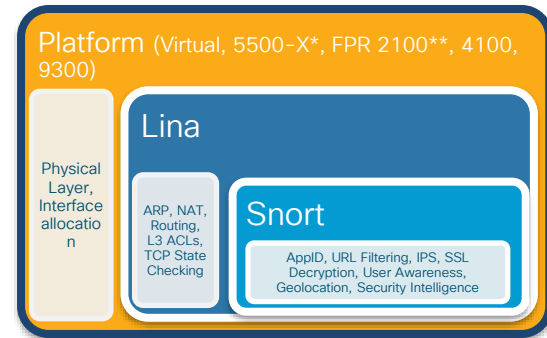 Platform (Virtual, 5500-X*, FPR 2100**, 4100,
9300)
Physical
Layer,
Interface
allocatio
n
Lina
ARP, NAT,
Routing,
L3 ACLs,
TCP State
Checking
Snort
AppID, URL Filtering, IPS, SSL
Decryption, User Awareness,
Geolocation, Security Intelligence